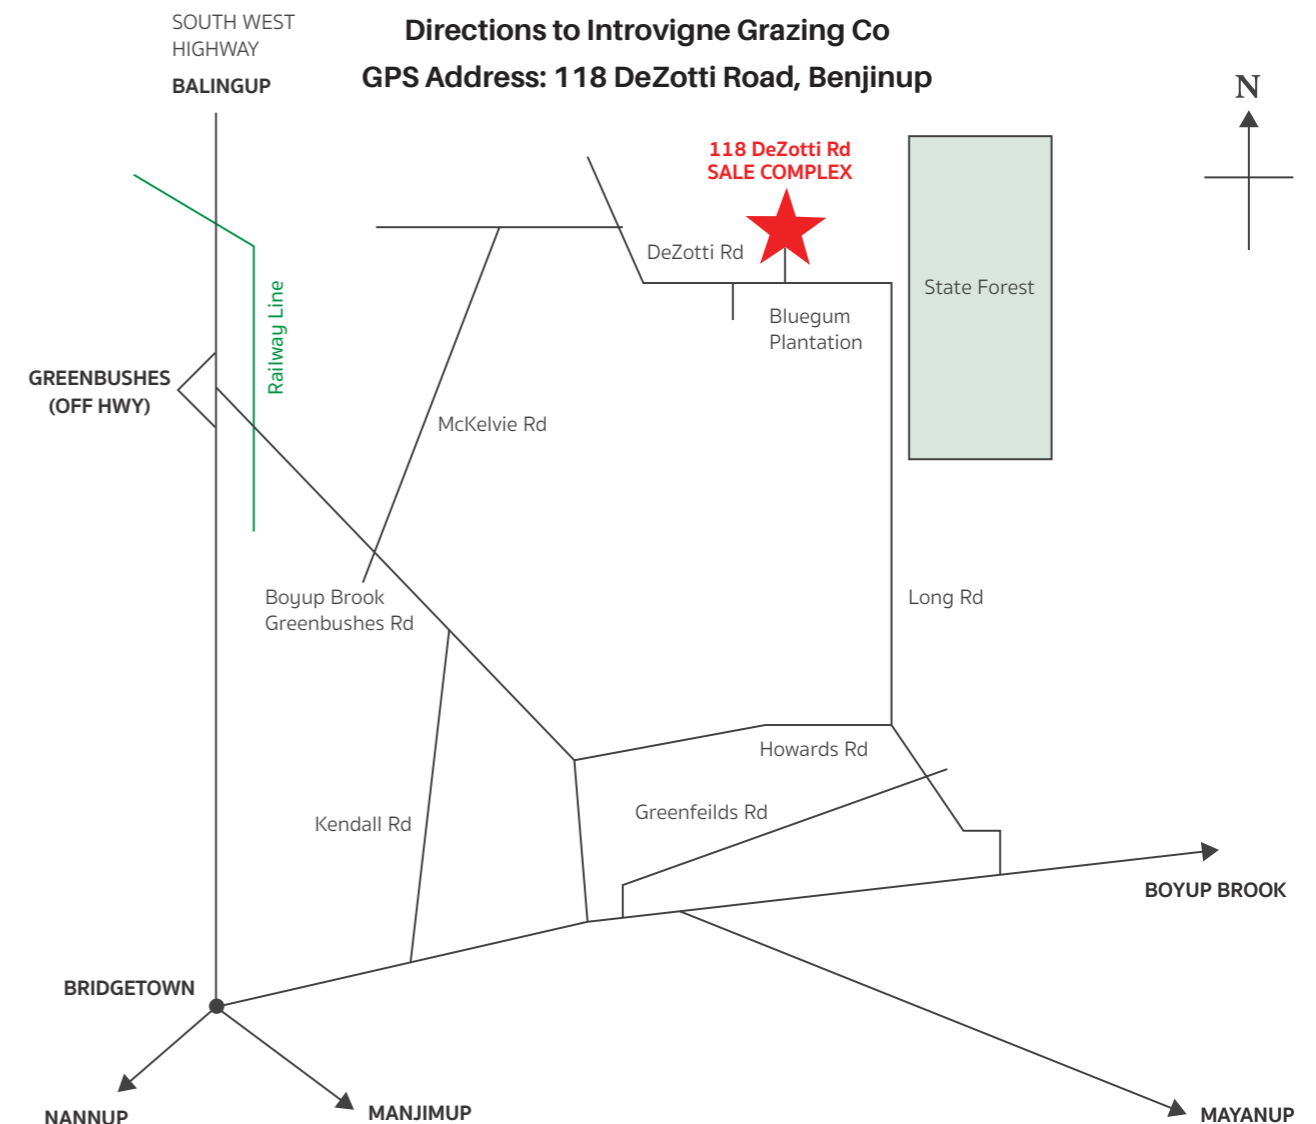 SOUTH WEST
HIGHWAY
BALINGUP
Directions to Introvigne Grazing Co
GPS Address: 118 DeZotti Road, Benjinup
N
118 DeZotti Rd
SALE COMPLEX
DeZotti Rd
State Forest
Bluegum
Plantation
Railway Line
GREENBUSHES
(OFF HWY)
McKelvie Rd
Boyup Brook
Greenbushes Rd
Long Rd
Howards Rd
Greenfeilds Rd
Kendall Rd
BOYUP BROOK
BRIDGETOWN
NANNUP
MANJIMUP
MAYANUP